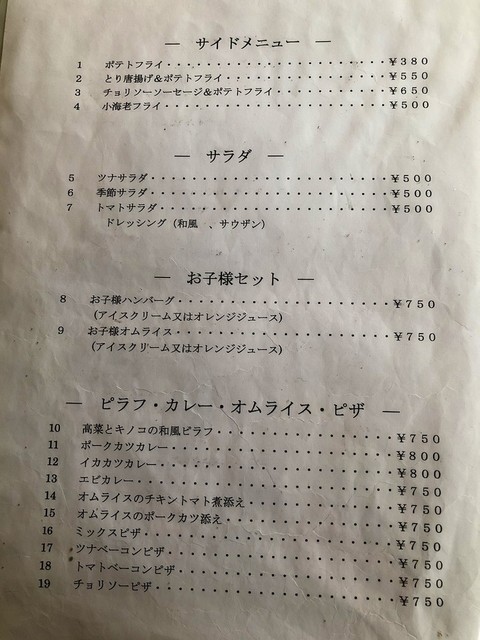 ― サイドメニュー ―
1 ポテトフライ・・・・・・・・・・・・・・・・・・・・・・¥380
2 とり唐揚げ&ポテトフライ・・・・・・・・・・・・・・・・¥550
3 チョリソーソーセージ&ポテトフライ・・・・・・・・・・・¥650
4 小海老フライ・・・・・・・・・・・・・・・・・・・・・・¥500
― サラダ ―
5 ツナサラダ・・・・・・・・・・・・・・・・・・・・・・・¥500
6 季節サラダ・・・・・・・・・・・・・・・・・・・・・・・¥500
7 トマトサラダ・・・・・・・・・・・・・・・・・・・・・・¥500
ドレッシング(和風 、サウザン)
― お子様セット ―
8 お子様ハンバーグ・・・・・・・・・・・・・・・・・・・・¥750
(アイスクリーム又はオレンジジュース)
9 お子様オムライス・・・・・・・・・・・・・・・・・・・・¥750
(アイスクリーム又はオレンジジュース)
― ピラフ・カレー・オムライス・ピザ ―
10 高菜とキノコの和風ピラフ・・・・・・・・・・・・・・・¥750
11 ポークカツカレー・・・・・・・・・・・・・・・・・・・¥800
12 イカカツカレー・・・・・・・・・・・・・・・・・・・・¥800
13 エビカレー・・・・・・・・・・・・・・・・・・・・・・¥750
14 オムライスのチキントマト煮添え・・・・・・・・・・・・¥750
15 オムライスのポークカツ添え・・・・・・・・・・・・・・¥750
16 ミックスピザ・・・・・・・・・・・・・・・・・・・・・¥750
17 ツナベーコンピザ・・・・・・・・・・・・・・・・・・・¥750
18 トマトベーコンピザ・・・・・・・・・・・・・・・・・・¥750
19 チョリソーピザ・・・・・・・・・・・・・・・・・・・・¥750